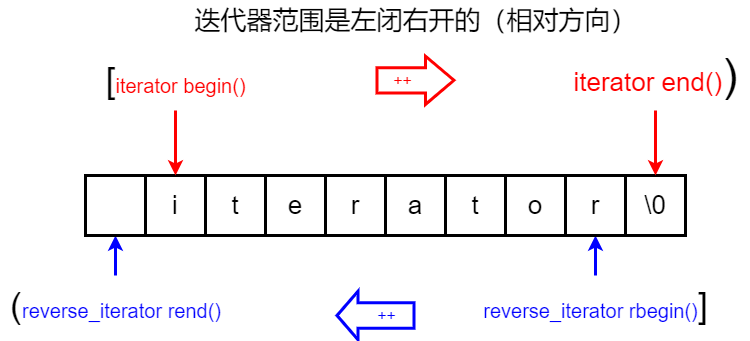 迭代器范围是左闭右开的（相对方向）
[iterator begin() ++ iterator end())
i t e r a t o r \0
(reverse_iterator rend() ++ reverse_iterator rbegin()]